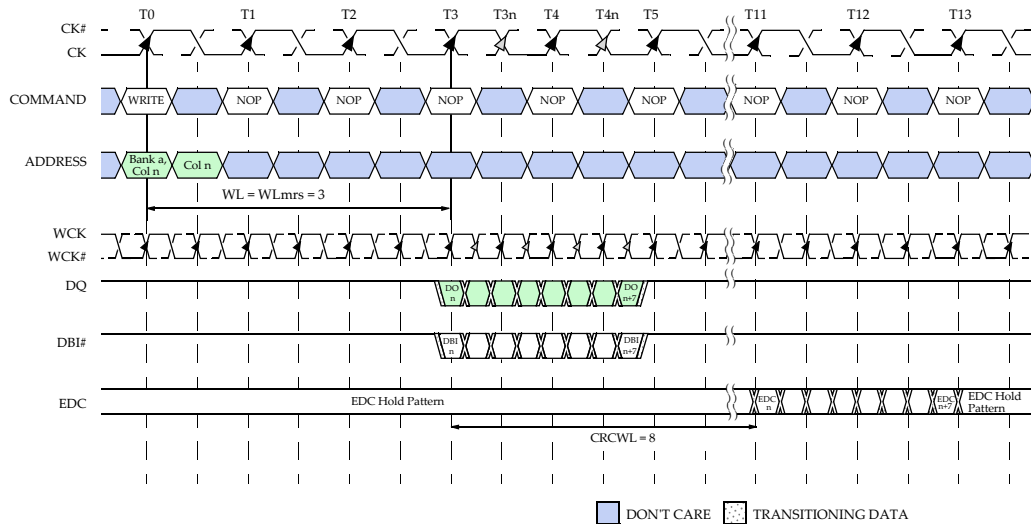 T0 T1 T2 T3 T3n T4 T4n T5 T11 T12 T13
CK#
CK
COMMAND WRITE NOP NOP NOP NOP NOP NOP NOP NOP
ADDRESS Bank a, Col n Col n
WL = WLmrs = 3
WCK
WCK#
DQ DO n DO n+7
DBI# DBI n DBI n+7
EDC EDC Hold Pattern EDC n EDC n+7 EDC Hold Pattern
CRCWL = 8
DON'T CARE TRANSITIONING DATA